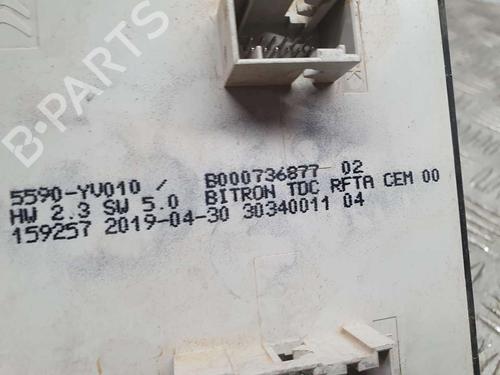 B-PARTS
5590-YV010 / B000736877 02
HW 2.3 SW 5.0 BITRON TDC RFTA CEM 00
159257 2019-04-30 30340011 04